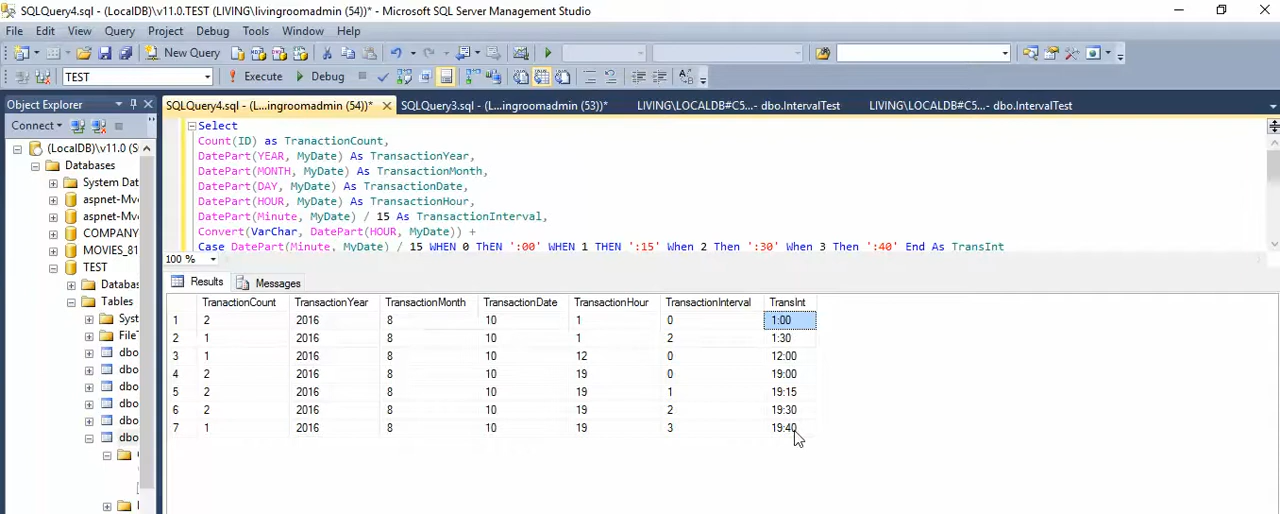 SQLQuery4.sql - (LocalDB)\v11.0.TEST (LIVING\livingroomadmin (54))* - Microsoft SQL Server Management Studio
File Edit View Query Project Debug Tools Window Help
New Query
TEST Execute Debug
Object Explorer
SQLQuery4.sql - (L...ingroomadmin (54))* SQLQuery3.sql - (L...ingroomadmin (53))* LIVING\LOCALDB#C5...- dbo.IntervalTest LIVING\LOCALDB#C5...- dbo.IntervalTest
Connect
(LocalDB)\v11.0 (S
Databases
System Dat
aspnet-Mv
aspnet-Mv
COMPANY
MOVIES_81
TEST
Databas
Tables
Syst
FileT
dbo
dbo
dbo
dbo
dbo
dbo
Select
Count(ID) as TranactionCount,
DatePart(YEAR, MyDate) As TransactionYear,
DatePart(MONTH, MyDate) As TransactionMonth,
DatePart(DAY, MyDate) As TransactionDate,
DatePart(HOUR, MyDate) As TransactionHour,
DatePart(Minute, MyDate) / 15 As TransactionInterval,
Convert(VarChar, DatePart(HOUR, MyDate)) +
Case DatePart(Minute, MyDate) / 15 WHEN 0 ThEN ':00' WHEN 1 THEN ':15' When 2 Then ':30' When 3 Then ':40' End As TransInt
100 %
Results Messages
TranactionCount TranactionYear TransactionMonth TransactionDate TransactionHour TransactionInterval TransInt
1 2 2016 8 10 1 0 1:00
2 1 2016 8 10 1 2 1:30
3 1 2016 8 10 12 0 12:00
4 2 2016 8 10 19 0 19:00
5 2 2016 8 10 19 1 19:15
6 2 2016 8 10 19 2 19:30
7 1 2016 8 10 19 3 19:40